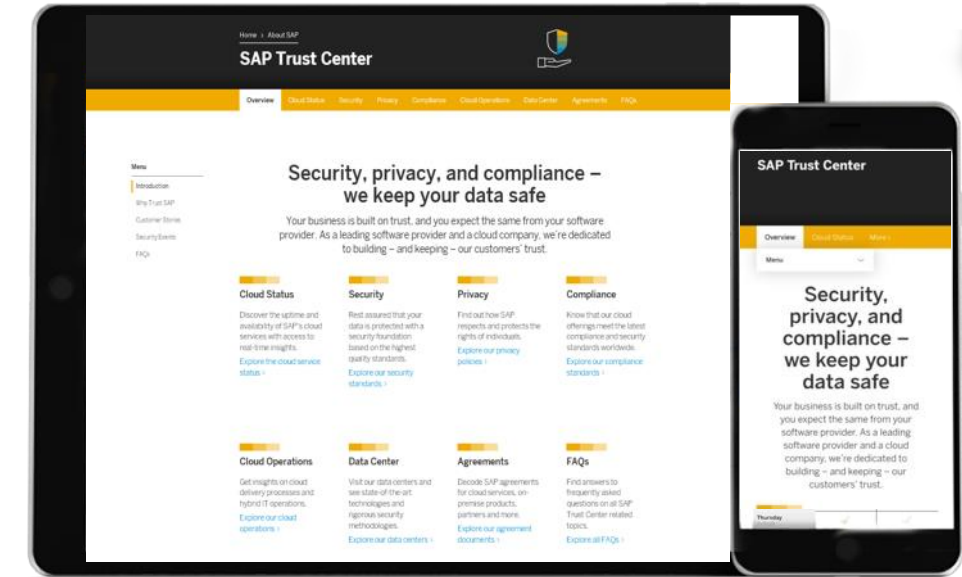 Home > About SAP
SAP Trust Center
Overview Cloud Status Security Privacy Compliance Cloud Operations Data Center Agreements FAQs
Menu
Introduction
Why Trust SAP
Customer Stories
Security Events
FAQs
Security, privacy, and compliance –
we keep your data safe
Your business is built on trust, and you expect the same from your software
provider. As a leading software provider and a cloud company, we're dedicated
to building – and keeping – our customers' trust.
Cloud Status
Discover the uptime and
availability of SAP's cloud
services with access to
real-time insights.
Explore the cloud service
status >
Security
Rest assured that your
data is protected with a
security foundation
based on the highest
quality standards.
Explore our security
standards >
Privacy
Find out how SAP
respects and protects the
rights of individuals.
Explore our privacy
policies >
Compliance
Know that our cloud
offerings meet the latest
compliance and security
standards worldwide.
Explore our compliance
standards >
Cloud Operations
Get insights on cloud
delivery processes and
hybrid IT operations.
Explore our cloud
operations >
Data Center
Visit our data centers and
see state-of-the-art
technologies and
rigorous security
methodologies.
Explore our data centers >
Agreements
Decode SAP agreements
for cloud services, on-
premise products,
partners and more.
Explore our agreement
documents >
FAQs
Find answers to
frequently asked
questions on all SAP
Trust Center related
topics.
Explore all FAQs >
SAP Trust Center
Overview Cloud Status More >
Menu
Security,
privacy, and
compliance –
we keep your
data safe
Your business is built on trust, and
you expect the same from your
software provider. As a leading
software provider and a cloud
company, we're dedicated to
building – and keeping – our
customers' trust.
Thursday